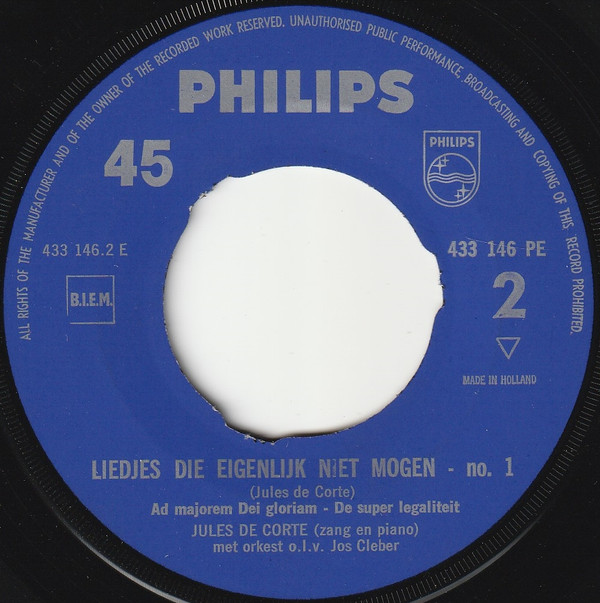 ALL RIGHTS OF THE MANUFACTURER AND OF THE OWNER OF THE RECORDED WORK RESERVED. UNAUTHORISED PUBLIC PERFORMANCE, BROADCASTING AND COPYING OF THIS RECORD PROHIBITED.
PHILIPS
45
PHILIPS
433 146.2 E
433 146 PE
B.I.E.M.
2
MADE IN HOLLAND
LIEDJES DIE EIGENLIJK NIET MOGEN - no. 1
(Jules de Corte)
Ad majorem Dei gloriam - De super legaliteit
JULES DE CORTE (zang en piano)
met orkest o.l.v. Jos Cleber